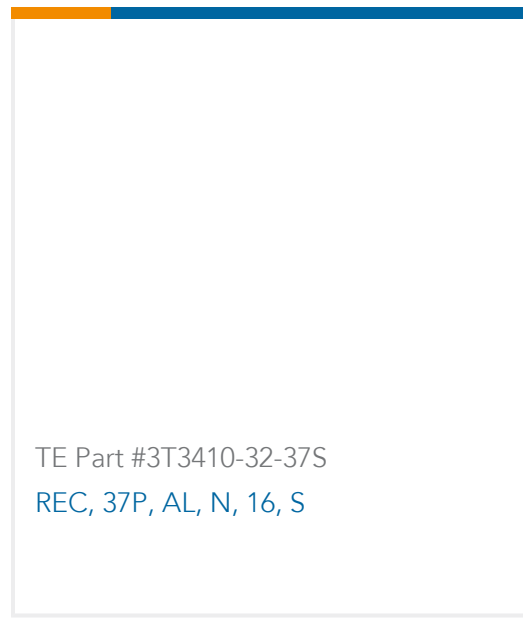 TE Part #3T3410-32-37S
REC, 37P, AL, N, 16, S